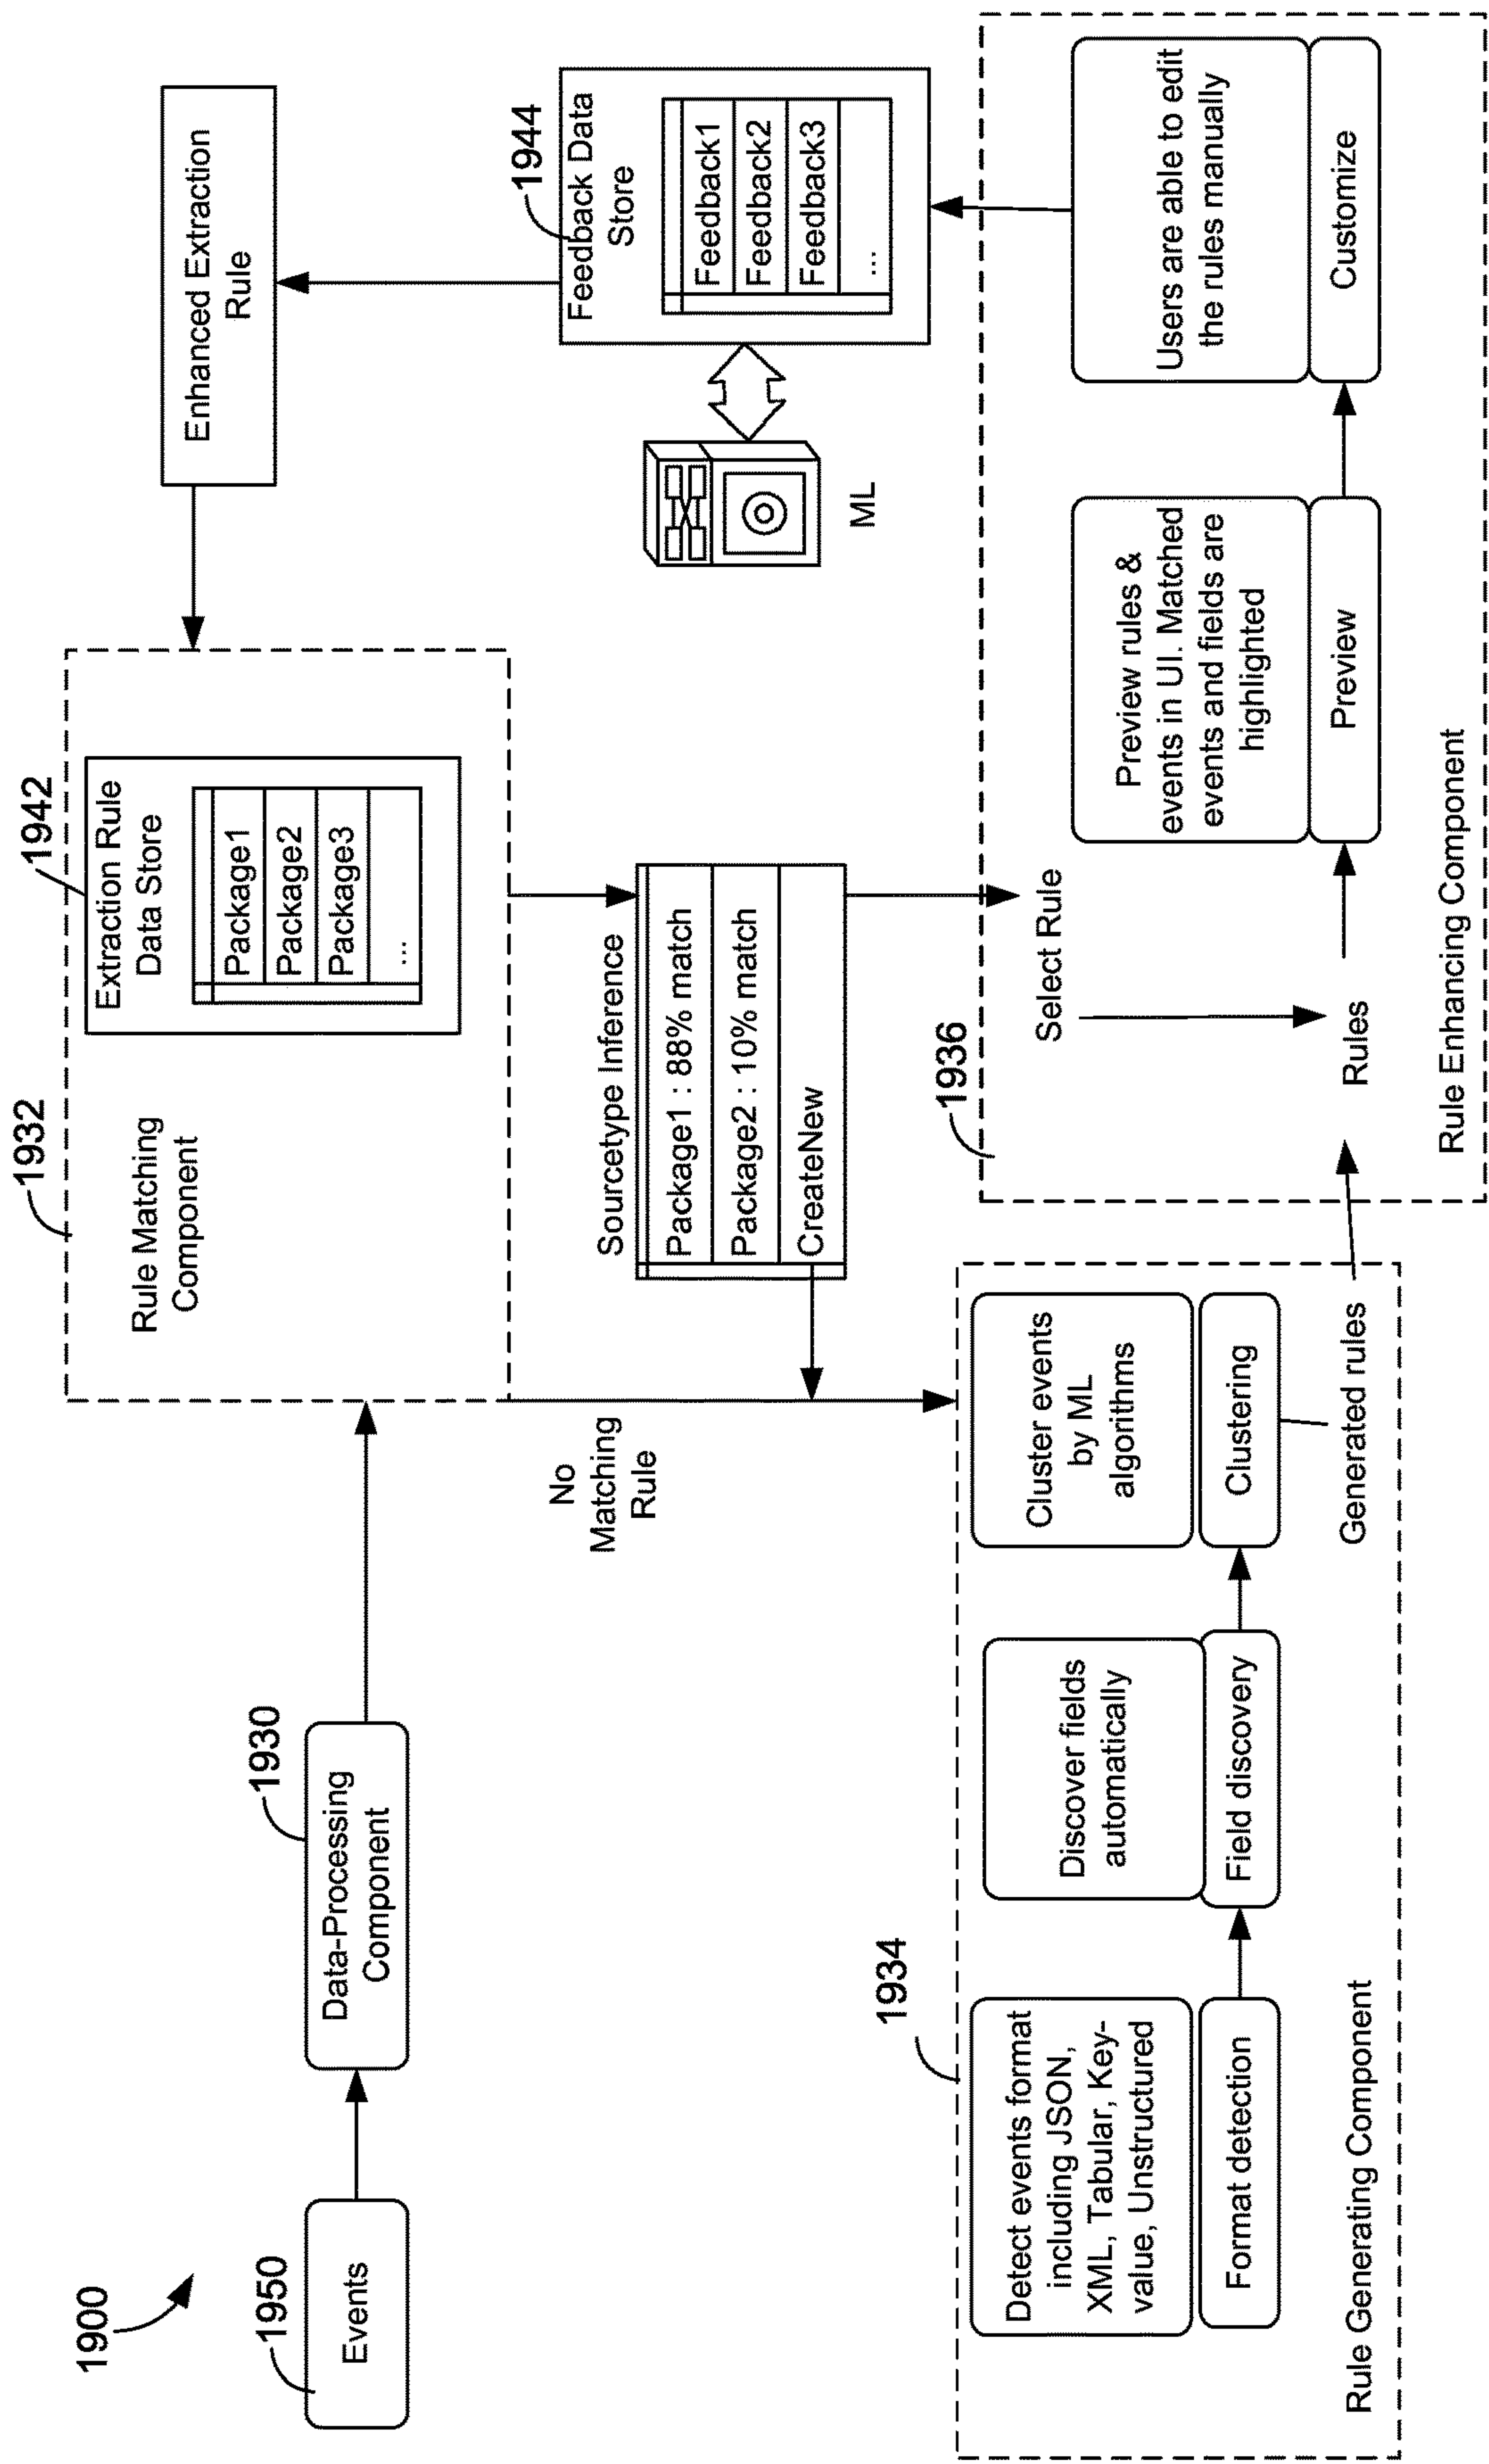 1900
1950
Events
1930
Data-Processing
Component
1932
Rule Matching
Component
1942
Extraction Rule
Data Store
Package1
Package2
Package3
...
Enhanced Extraction
Rule
No
Matching
Rule
Sourcetype Inference
Package1 : 88% match
Package2 : 10% match
CreateNew
ML
1944
Feedback Data
Store
Feedback1
Feedback2
Feedback3
...
1934
Detect events format
including JSON,
XML, Tabular, Key-
value, Unstructured
Format detection
Discover fields
automatically
Field discovery
Cluster events
by ML
algorithms
Clustering
Generated rules
Rule Generating Component
1936
Select Rule
Rules
Preview rules &
events in UI. Matched
events and fields are
highlighted
Preview
Users are able to edit
the rules manually
Customize
Rule Enhancing Component